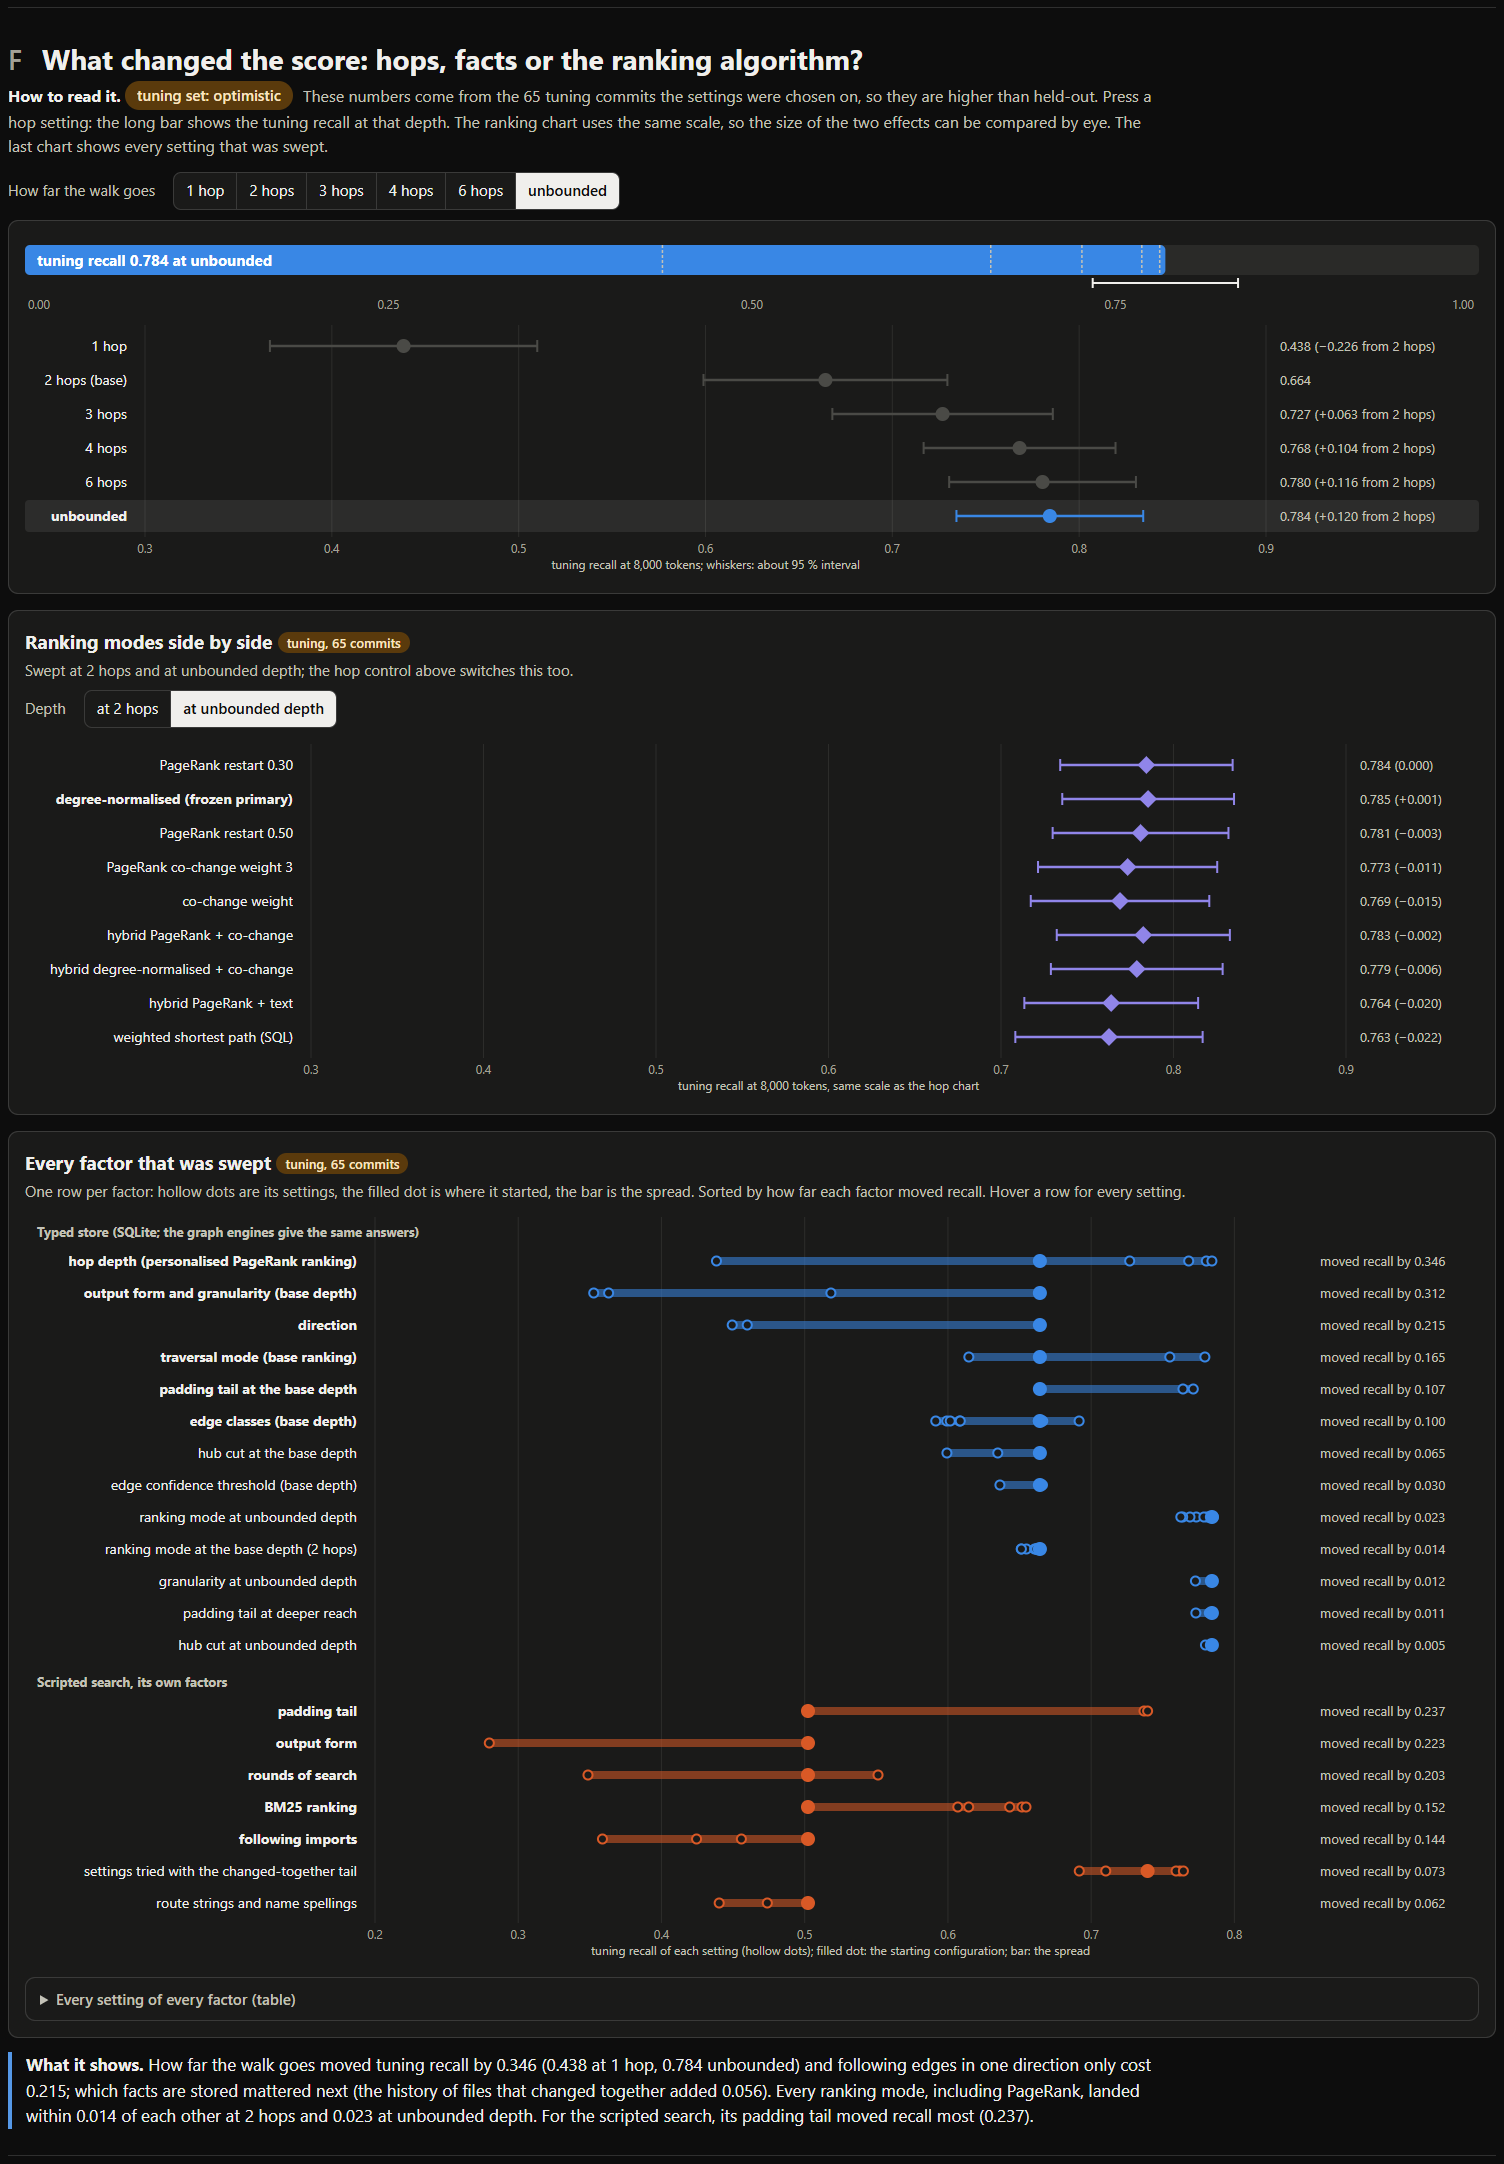 F What changed the score: hops, facts or the ranking algorithm?
How to read it. tuning set: optimistic These numbers come from the 65 tuning commits the settings were chosen on, so they are higher than held-out. Press a
hop setting: the long bar shows the tuning recall at that depth. The ranking chart uses the same scale, so the size of the two effects can be compared by eye. The
last chart shows every setting that was swept.
How far the walk goes 1 hop 2 hops 3 hops 4 hops 6 hops unbounded
tuning recall 0.784 at unbounded
0.00 0.25 0.50 0.75 1.00
1 hop 0.438 (−0.226 from 2 hops)
2 hops (base) 0.664
3 hops 0.727 (+0.063 from 2 hops)
4 hops 0.768 (+0.104 from 2 hops)
6 hops 0.780 (+0.116 from 2 hops)
unbounded 0.784 (+0.120 from 2 hops)
0.3 0.4 0.5 0.6 0.7 0.8 0.9
tuning recall at 8,000 tokens; whiskers: about 95 % interval
Ranking modes side by side tuning, 65 commits
Swept at 2 hops and at unbounded depth; the hop control above switches this too.
Depth at 2 hops at unbounded depth
PageRank restart 0.30 0.784 (0.000)
degree-normalised (frozen primary) 0.785 (+0.001)
PageRank restart 0.50 0.781 (−0.003)
PageRank co-change weight 3 0.773 (−0.011)
co-change weight 0.769 (−0.015)
hybrid PageRank + co-change 0.783 (−0.002)
hybrid degree-normalised + co-change 0.779 (−0.006)
hybrid PageRank + text 0.764 (−0.020)
weighted shortest path (SQL) 0.763 (−0.022)
0.3 0.4 0.5 0.6 0.7 0.8 0.9
tuning recall at 8,000 tokens, same scale as the hop chart
Every factor that was swept tuning, 65 commits
One row per factor: hollow dots are its settings, the filled dot is where it started, the bar is the spread. Sorted by how far each factor moved recall. Hover a row for every setting.
Typed store (SQLite; the graph engines give the same answers)
hop depth (personalised PageRank ranking) moved recall by 0.346
output form and granularity (base depth) moved recall by 0.312
direction moved recall by 0.215
traversal mode (base ranking) moved recall by 0.165
padding tail at the base depth moved recall by 0.107
edge classes (base depth) moved recall by 0.100
hub cut at the base depth moved recall by 0.065
edge confidence threshold (base depth) moved recall by 0.030
ranking mode at unbounded depth moved recall by 0.023
ranking mode at the base depth (2 hops) moved recall by 0.014
granularity at unbounded depth moved recall by 0.012
padding tail at deeper reach moved recall by 0.011
hub cut at unbounded depth moved recall by 0.005
Scripted search, its own factors
padding tail moved recall by 0.237
output form moved recall by 0.223
rounds of search moved recall by 0.203
BM25 ranking moved recall by 0.152
following imports moved recall by 0.144
settings tried with the changed-together tail moved recall by 0.073
route strings and name spellings moved recall by 0.062
0.2 0.3 0.4 0.5 0.6 0.7 0.8
tuning recall of each setting (hollow dots); filled dot: the starting configuration; bar: the spread
▶ Every setting of every factor (table)
What it shows. How far the walk goes moved tuning recall by 0.346 (0.438 at 1 hop, 0.784 unbounded) and following edges in one direction only cost
0.215; which facts are stored mattered next (the history of files that changed together added 0.056). Every ranking mode, including PageRank, landed
within 0.014 of each other at 2 hops and 0.023 at unbounded depth. For the scripted search, its padding tail moved recall most (0.237).